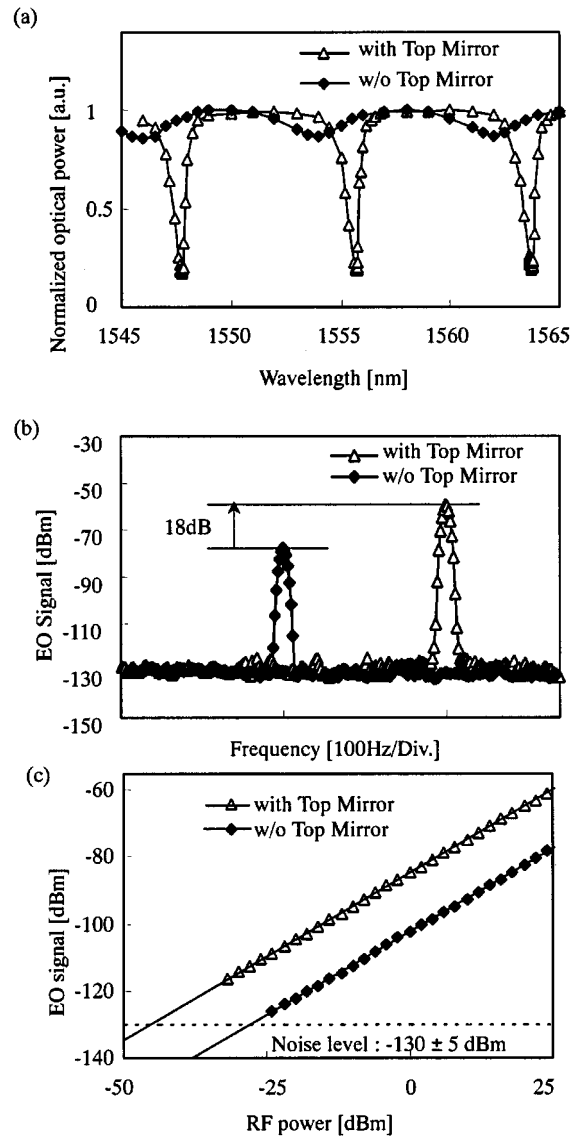 (a)
with Top Mirror
w/o Top Mirror
Normalized optical power [a.u.]
1
0.5
0
1545
1550
1555
1560
1565
Wavelength [nm]
(b)
-30
-50
-70
-90
-110
-130
-150
with Top Mirror
w/o Top Mirror
18dB
EO Signal [dBm]
Frequency [100Hz/Div.]
(c)
-60
-80
-100
-120
-140
with Top Mirror
w/o Top Mirror
EO signal [dBm]
Noise level : -130 ± 5 dBm
-50
-25
0
25
RF power [dBm]